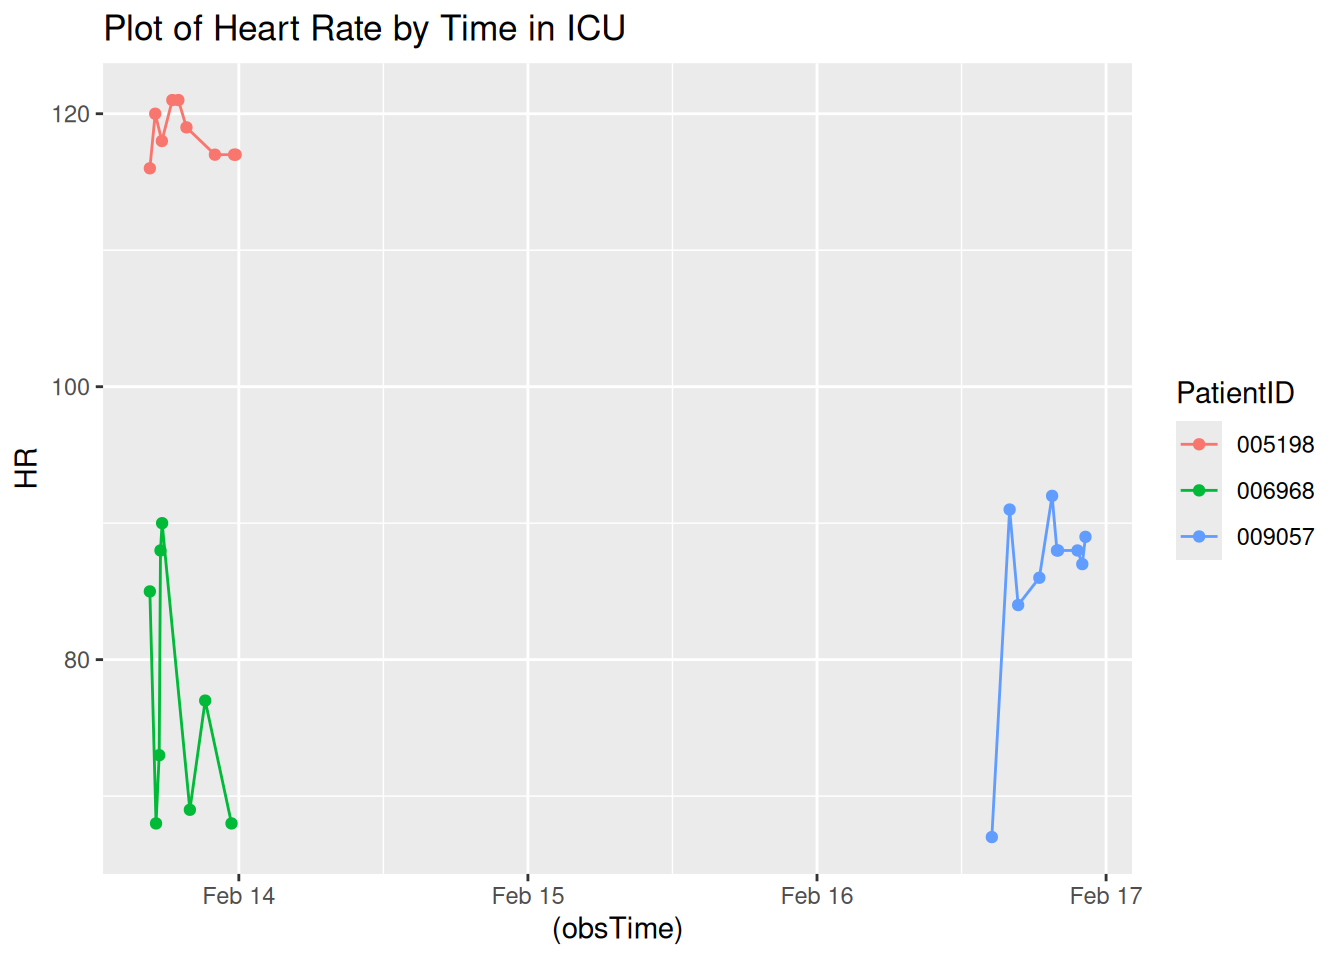 Plot of Heart Rate by Time in ICU
120
100
80
HR
Feb 14
Feb 15
Feb 16
Feb 17
(obsTime)
PatientID
005198
006968
009057